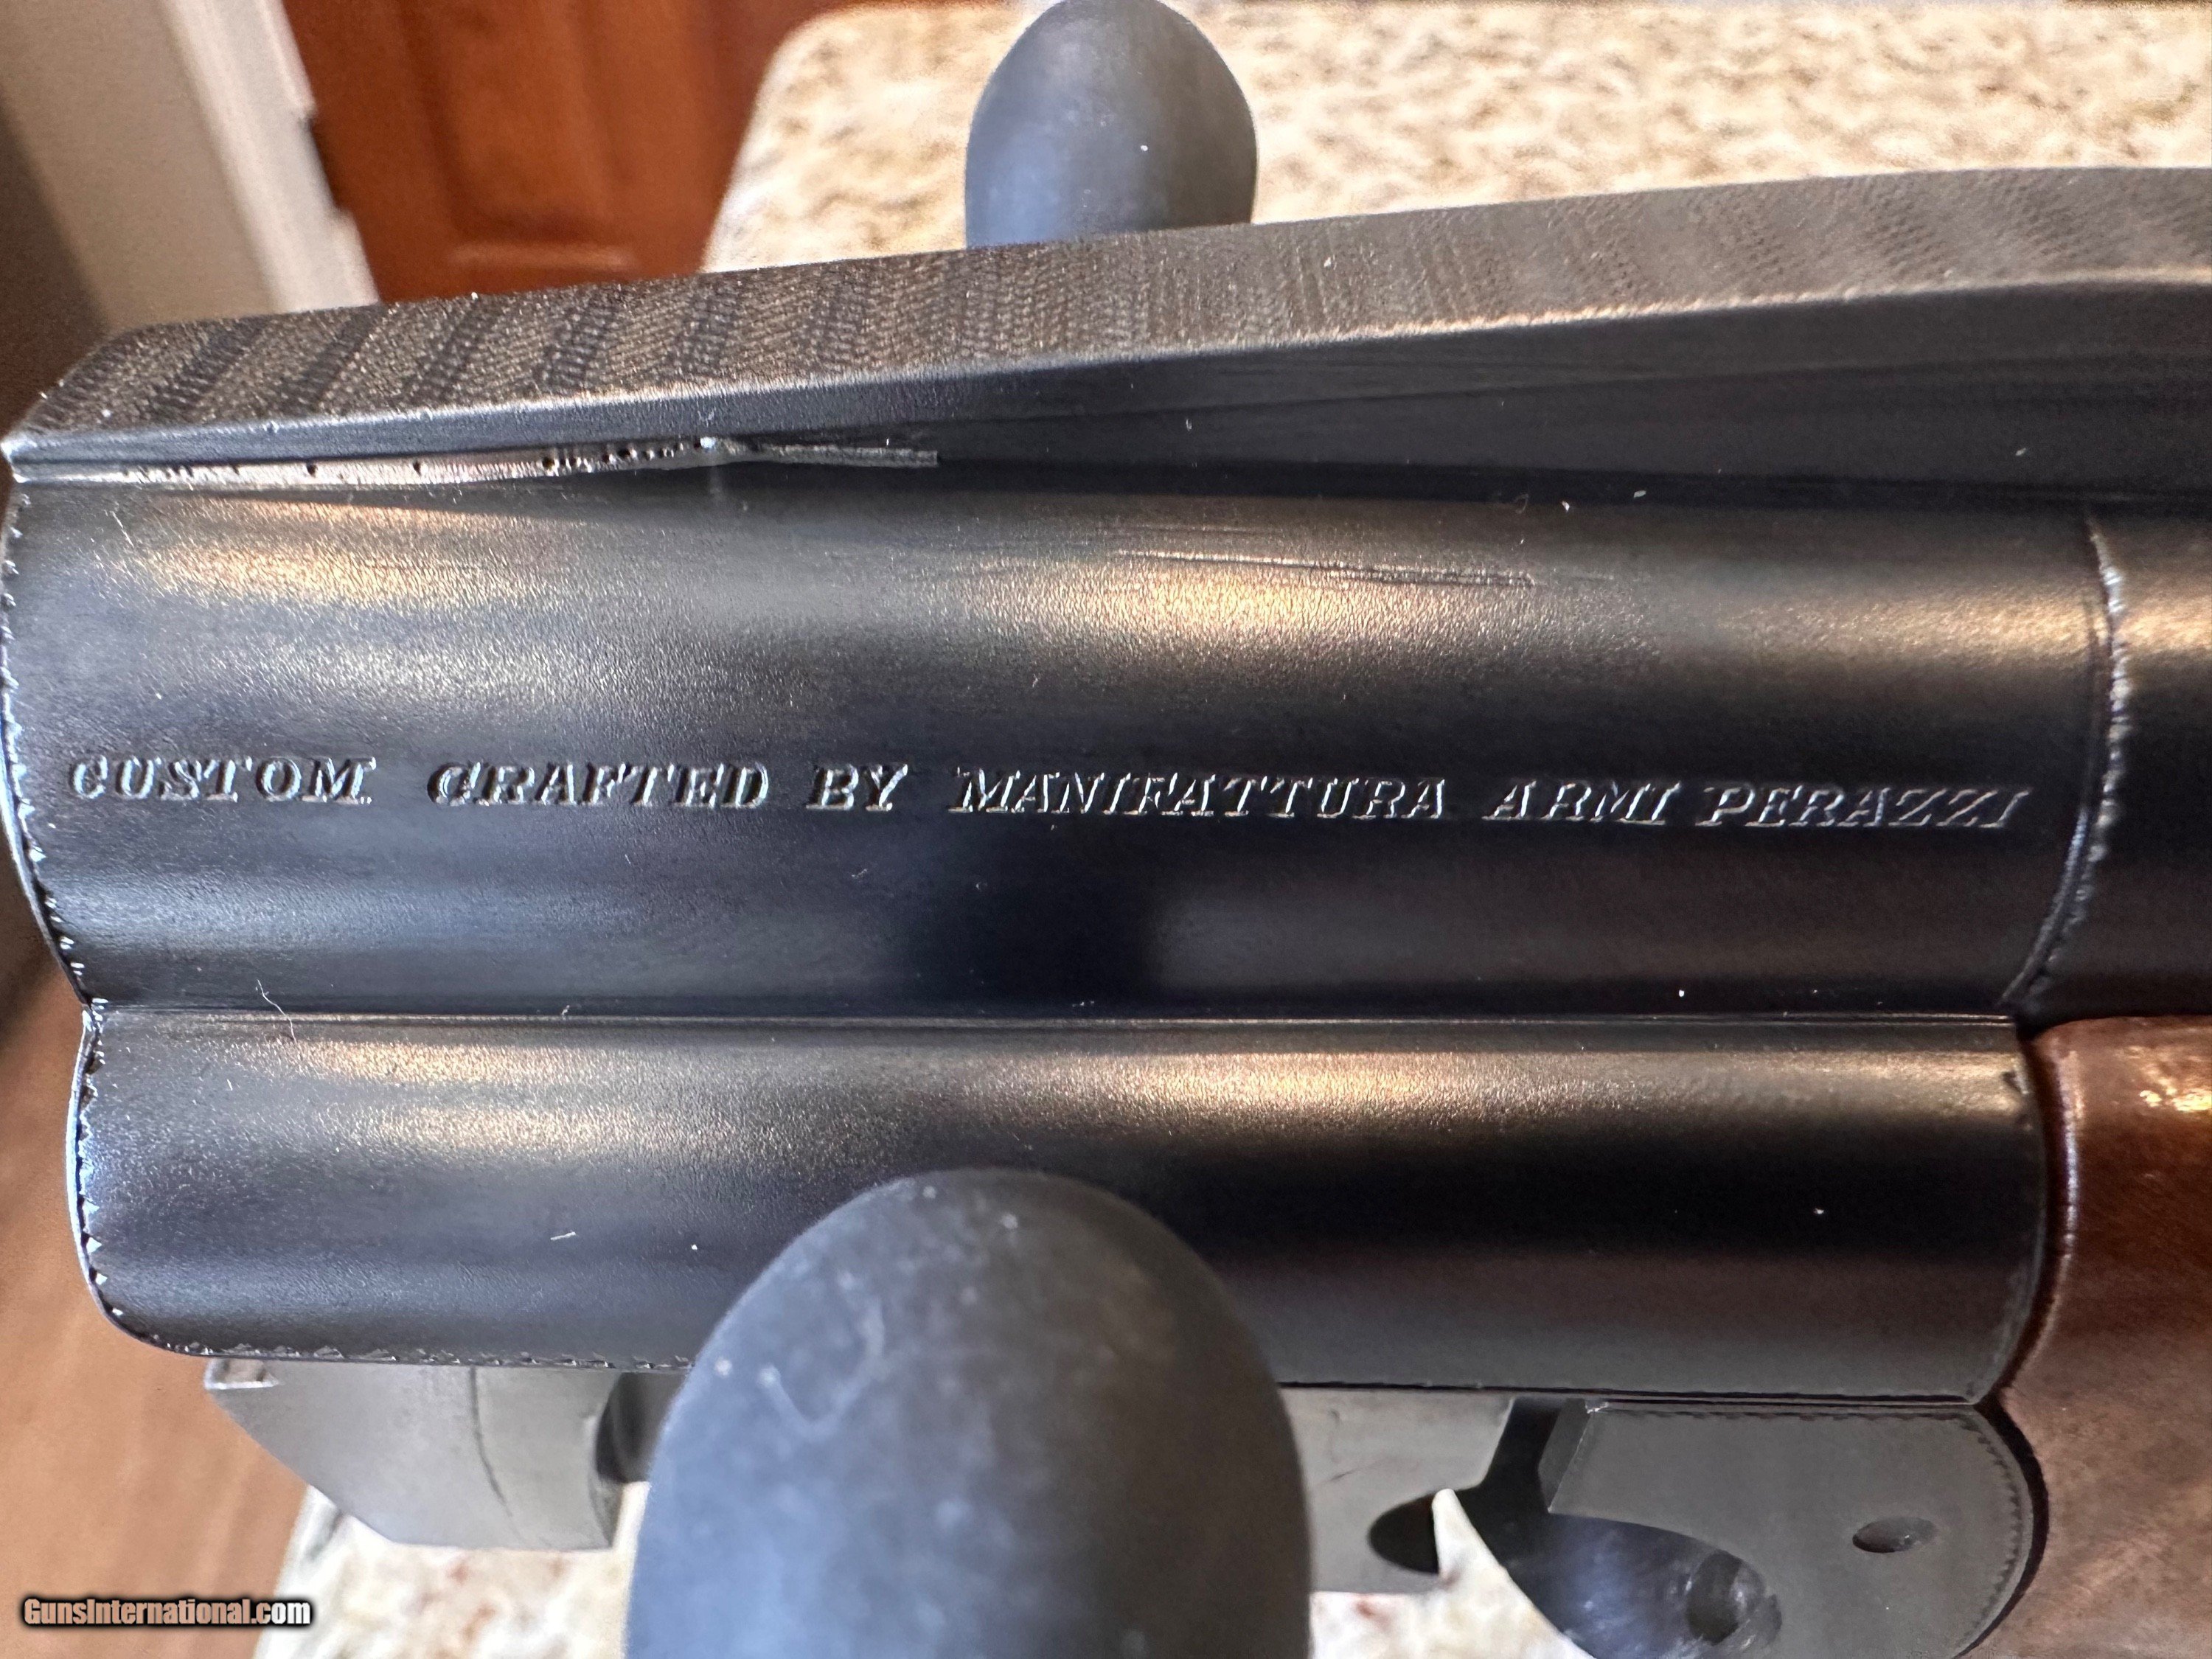 CUSTOM CRAFTED BY MANIFATTURA ARMI PERAZZI
GunsInternational.com